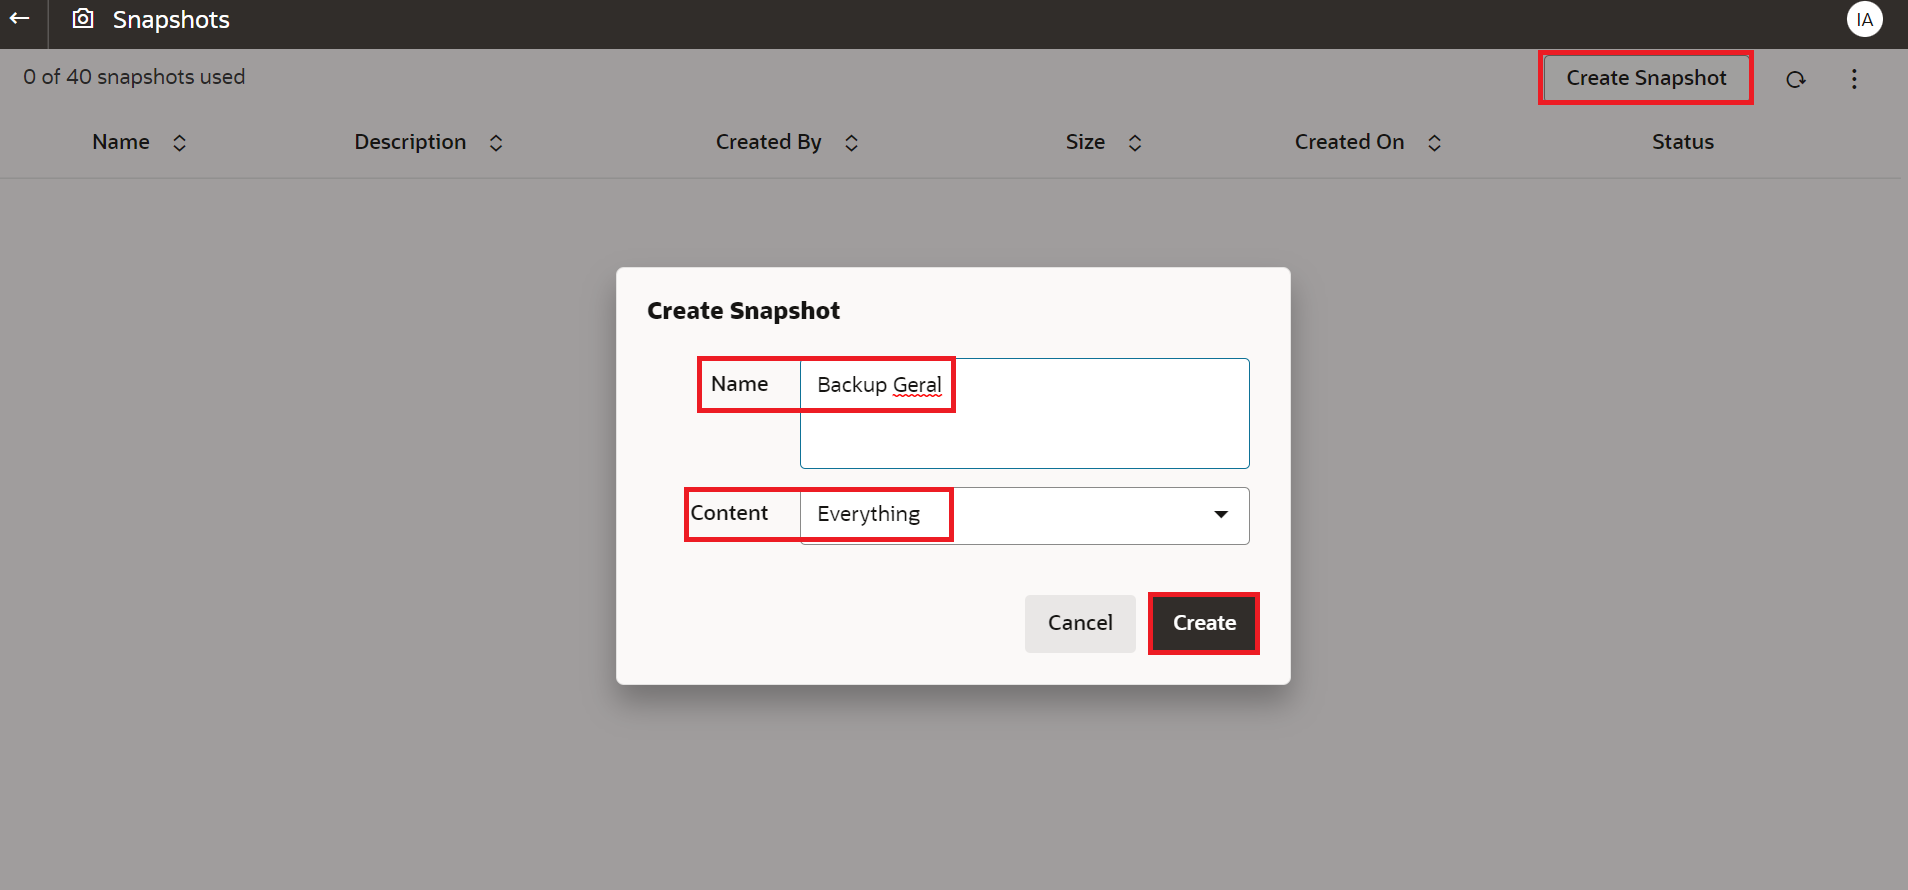 Snapshots
IA
0 of 40 snapshots used
Create Snapshot
Name Description Created By Size Created On Status
Create Snapshot
Name Backup Geral
Content Everything
Cancel Create